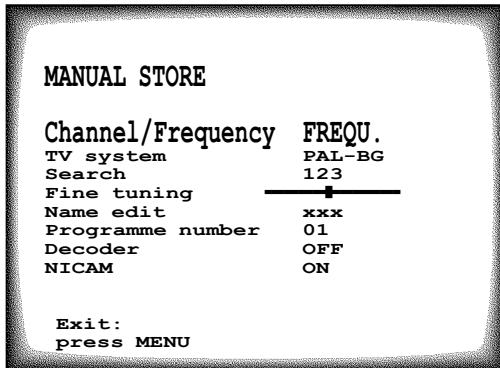 MANUAL STORE
Channel/Frequency FREQU.
TV system PAL-BG
Search 123
Fine tuning
Name edit xxx
Programme number 01
Decoder OFF
NICAM ON
Exit:
press MENU